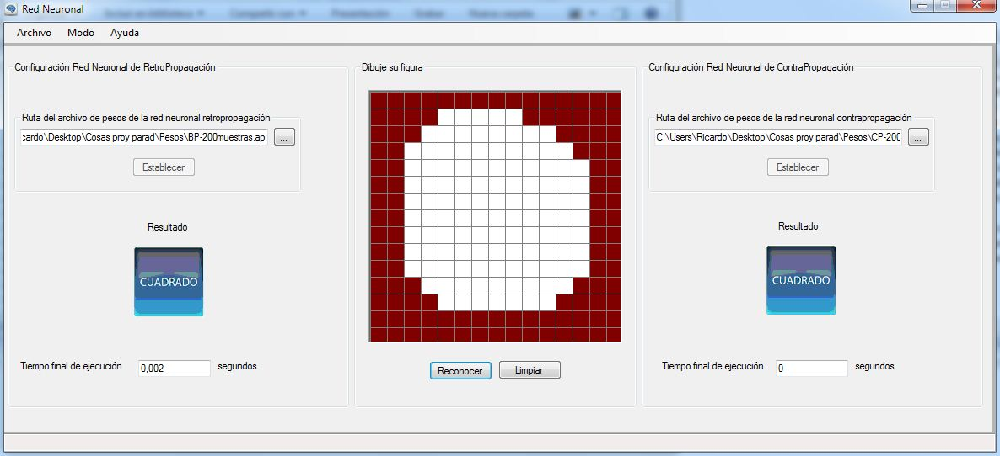 Red Neuronal
Archivo Modo Ayuda
Configuración Red Neuronal de RetroPropagación
Ruta del archivo de pesos de la red neuronal retropropagación
cardo\Desktop\Cosas proy parad\Pesos\BP-200muestras.ap ...
Establecer
Resultado
CUADRADO
Tiempo final de ejecución 0,002 segundos
Dibuje su figura
Reconocer Limpiar
Configuración Red Neuronal de ContraPropagación
Ruta del archivo de pesos de la red neuronal contrapropagación
C:\Users\Ricardo\Desktop\Cosas proy parad\Pesos\CP-200 ...
Establecer
Resultado
CUADRADO
Tiempo final de ejecución 0 segundos